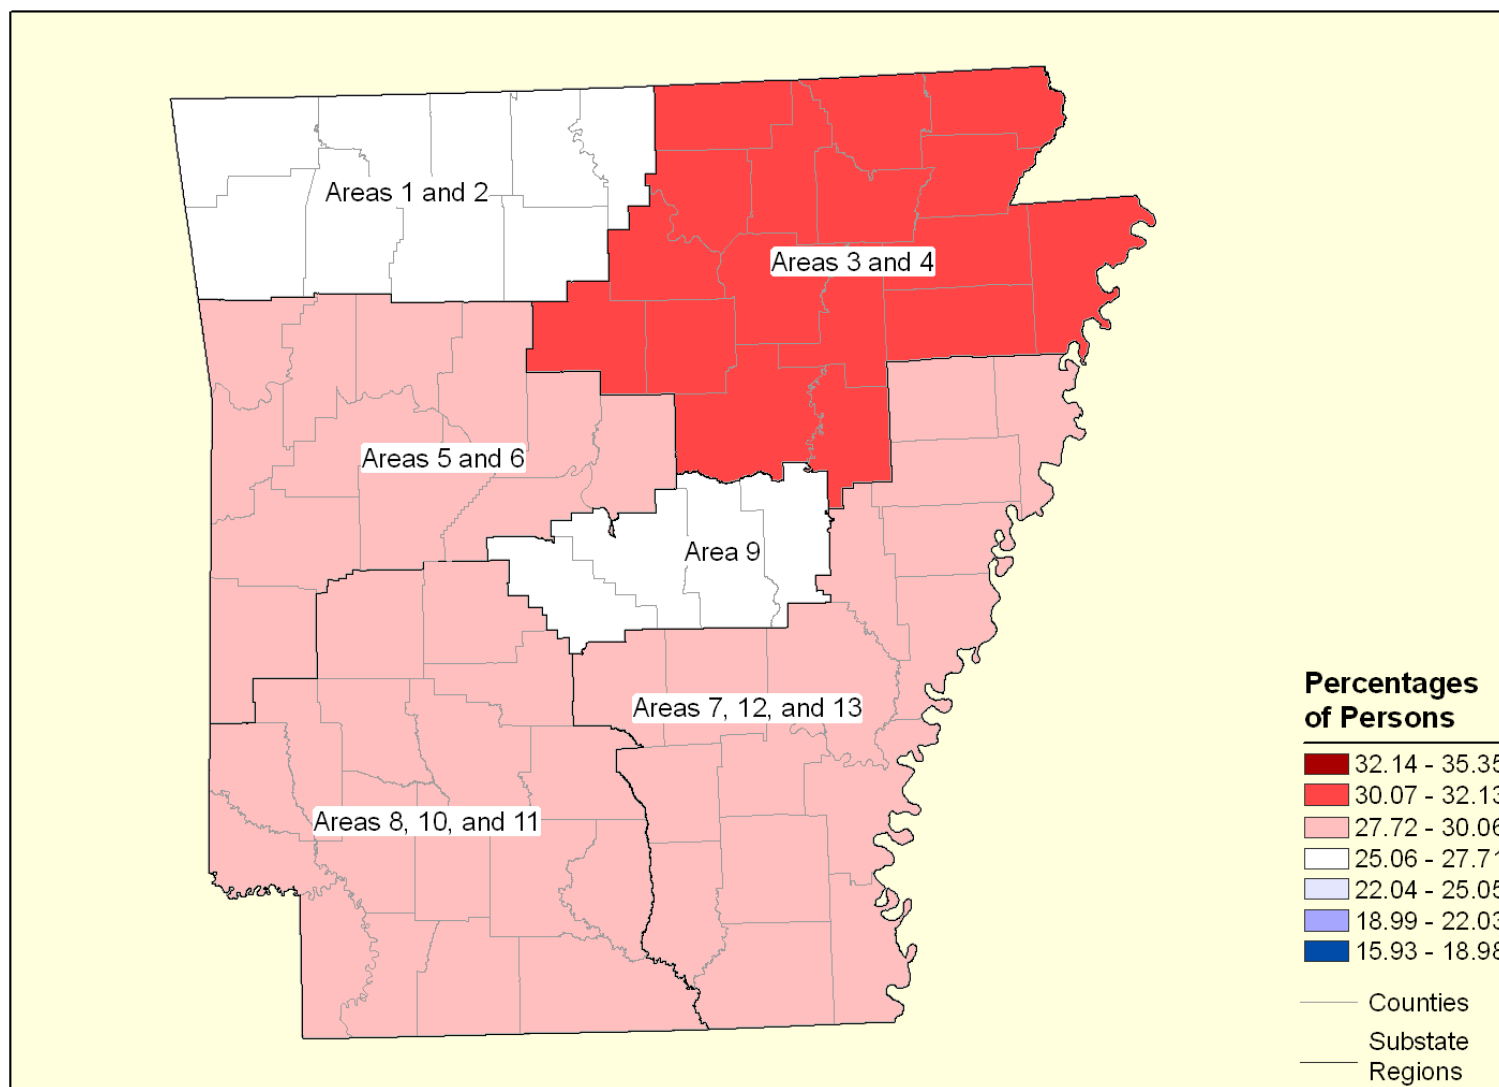 Areas 1 and 2
Areas 3 and 4
Areas 5 and 6
Area 9
Areas 7, 12, and 13
Areas 8, 10, and 11
Percentages
of Persons
32.14 - 35.35
30.07 - 32.13
27.72 - 30.06
25.06 - 27.71
22.04 - 25.05
18.99 - 22.03
15.93 - 18.98
Counties
Substate
Regions